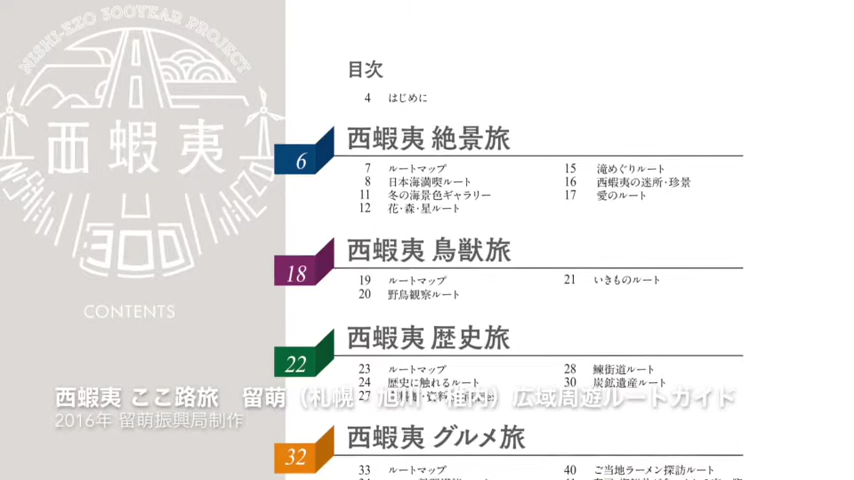 NISHI-EZO 300YEAR PROJECT
西蝦夷
300
CONTENTS
目次
4 はじめに
6 西蝦夷 絶景旅
7 ルートマップ
8 日本海満喫ルート
11 冬の海景色ギャラリー
12 花・森・星ルート
15 滝めぐりルート
16 西蝦夷の迷所・珍景
17 愛のルート
18 西蝦夷 鳥獣旅
19 ルートマップ
20 野鳥観察ルート
21 いきものルート
22 西蝦夷 歴史旅
23 ルートマップ
24 歴史に触れるルート
27
28 鰊街道ルート
30 炭鉱遺産ルート
西蝦夷 ここ路旅 留萌（札幌・旭川・稚内）広域周遊ルートガイド
2016年 留萌振興局制作
32 西蝦夷 グルメ旅
33 ルートマップ
40 ご当地ラーメン探訪ルート